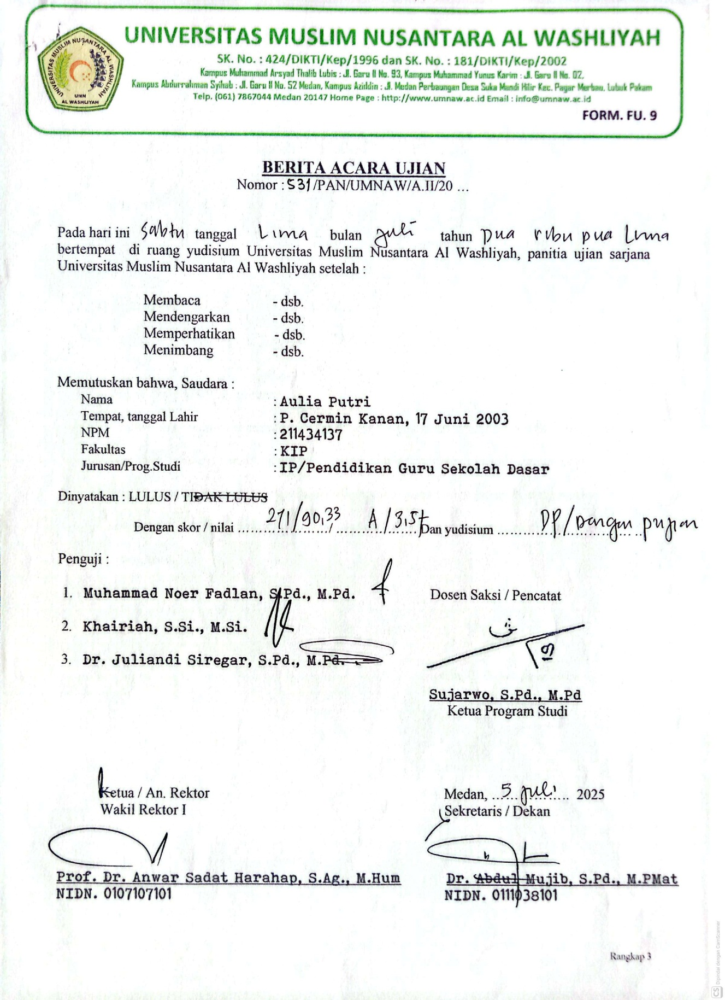 UNIVERSITAS MUSLIM NUSANTARA AL WASHLIYAH
SK. No. : 424/DIKTI/Kep/1996 dan SK. No. : 181/DIKTI/Kep/2002
Kampus Muhammad Arsyad Thalib Lubis : Jl. Garu II No. 93, Kampus Muhammad Yunus Karim : Jl. Garu II No. 02,
Kampus Abdurrahman Syihab : Jl. Garu II No. 52 Medan, Kampus Aziddin : Jl. Medan Perbaungan Desa Suka Mandi Hilir Kec. Pagar Merbau, Lubuk Pakam
Telp. (061) 7867044 Medan 20147 Home Page : http://www.umnaw.ac.id Email : info@umnaw.ac.id
UNIVERSITAS MUSLIM NUSANTARA AL WASHLIYAH
UMN
AL WASHLIYAH
FORM. FU. 9
BERITA ACARA UJIAN
Nomor : 531/PAN/UMNAW/A.II/20 ...
Pada hari ini Sabtu tanggal Lima bulan Juli tahun Dua ribu Dua Lima
bertempat di ruang yudisium Universitas Muslim Nusantara Al Washliyah, panitia ujian sarjana
Universitas Muslim Nusantara Al Washliyah setelah :
Membaca - dsb.
Mendengarkan - dsb.
Memperhatikan - dsb.
Menimbang - dsb.
Memutuskan bahwa, Saudara :
Nama : Aulia Putri
Tempat, tanggal Lahir : P. Cermin Kanan, 17 Juni 2003
NPM : 211434137
Fakultas : KIP
Jurusan/Prog.Studi : IP/Pendidikan Guru Sekolah Dasar
Dinyatakan : LULUS / TIDAK LULUS
Dengan skor / nilai 271/90,33 / A / 3,57 Dan yudisium DP/Dengan pujian
Penguji :
1. Muhammad Noer Fadlan, S.Pd., M.Pd. Dosen Saksi / Pencatat
2. Khairiah, S.Si., M.Si.
3. Dr. Juliandi Siregar, S.Pd., M.Pd.
Sujarwo, S.Pd., M.Pd
Ketua Program Studi
Ketua / An. Rektor
Wakil Rektor I
Medan, 5 Juli 2025
Sekretaris / Dekan
Prof. Dr. Anwar Sadat Harahap, S.Ag., M.Hum
NIDN. 0107107101
Dr. Abdul Mujib, S.Pd., M.PMat
NIDN. 0111038101
Rangkap 3
CS Dipindai dengan CamScanner